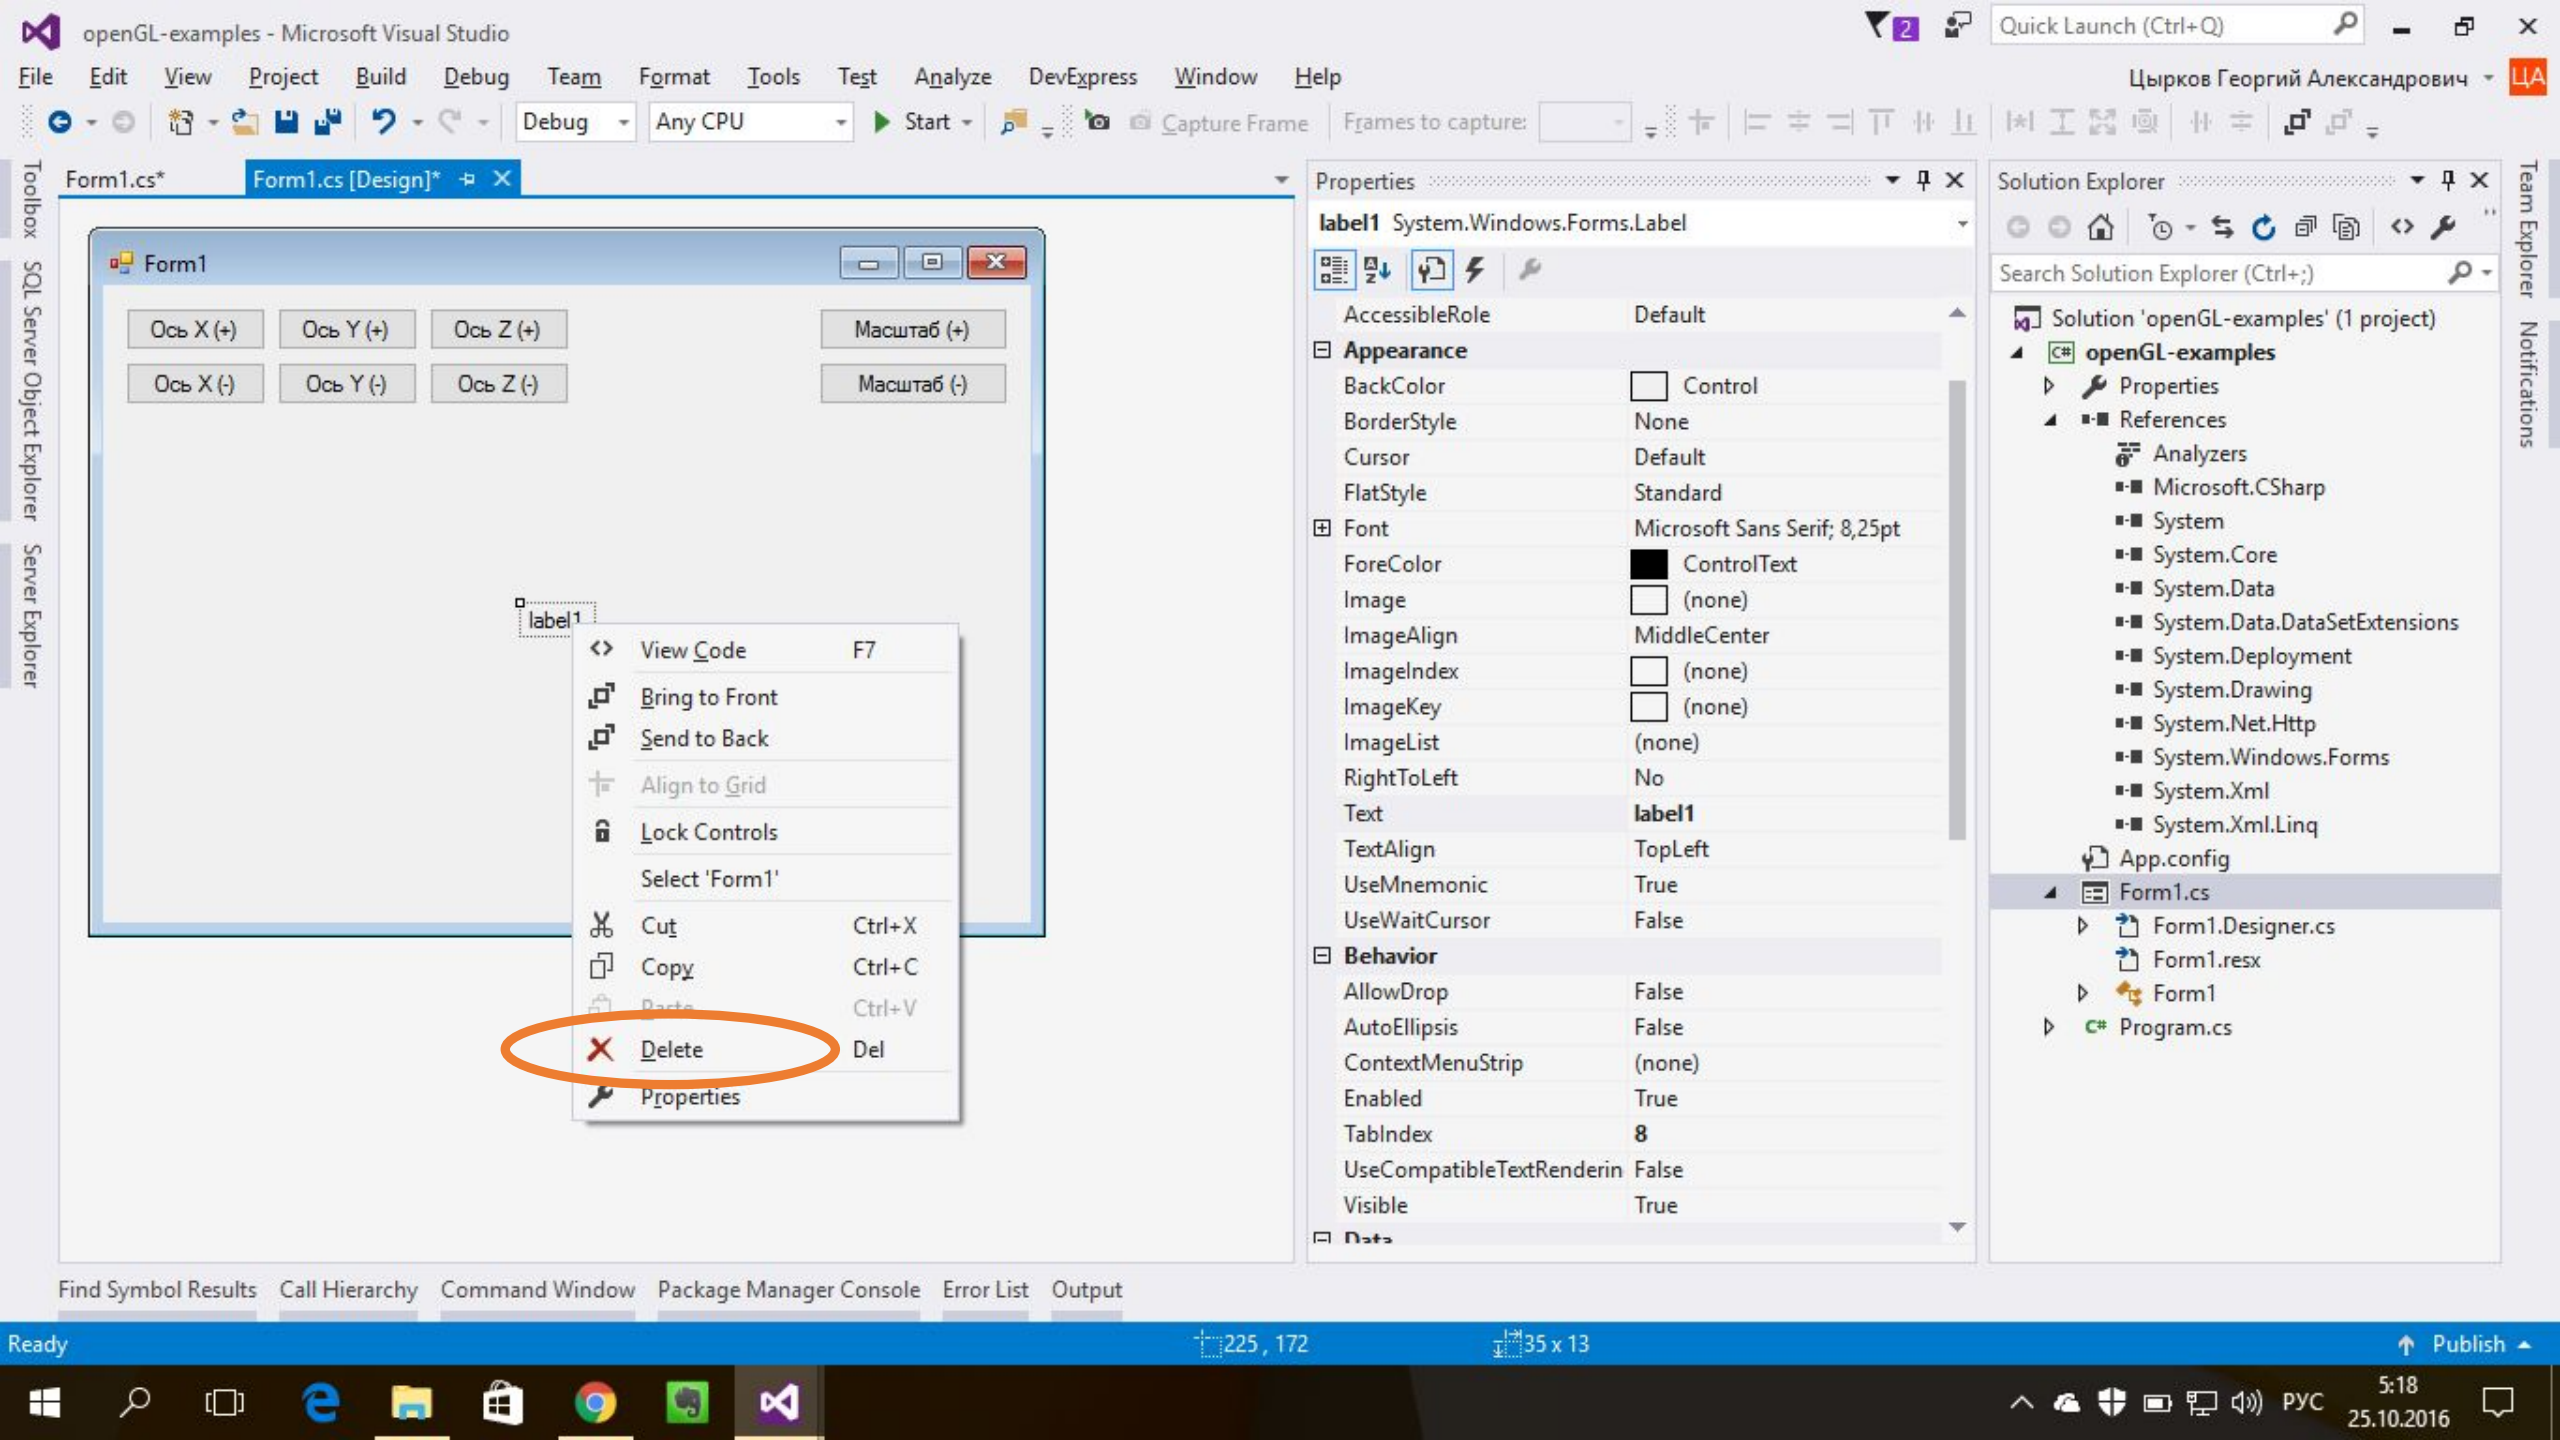 openGL-examples - Microsoft Visual Studio
2
Quick Launch (Ctrl+Q)
File Edit View Project Build Debug Team Format Tools Test Analyze DevExpress Window Help
Цырков Георгий Александрович ЦА
Debug Any CPU Start Capture Frame Frames to capture:
Toolbox
SQL Server Object Explorer
Server Explorer
Form1.cs* Form1.cs [Design]*
Form1
Ось X (+) Ось Y (+) Ось Z (+) Масштаб (+)
Ось X (-) Ось Y (-) Ось Z (-) Масштаб (-)
label1
View Code F7
Bring to Front
Send to Back
Align to Grid
Lock Controls
Select 'Form1'
Cut Ctrl+X
Copy Ctrl+C
Paste Ctrl+V
Delete Del
Properties
Properties
label1 System.Windows.Forms.Label
AccessibleRole Default
Appearance
BackColor Control
BorderStyle None
Cursor Default
FlatStyle Standard
Font Microsoft Sans Serif; 8,25pt
ForeColor ControlText
Image (none)
ImageAlign MiddleCenter
ImageIndex (none)
ImageKey (none)
ImageList (none)
RightToLeft No
Text label1
TextAlign TopLeft
UseMnemonic True
UseWaitCursor False
Behavior
AllowDrop False
AutoEllipsis False
ContextMenuStrip (none)
Enabled True
TabIndex 8
UseCompatibleTextRenderin False
Visible True
Data
Solution Explorer
Search Solution Explorer (Ctrl+;)
Solution 'openGL-examples' (1 project)
C# openGL-examples
Properties
References
Analyzers
Microsoft.CSharp
System
System.Core
System.Data
System.Data.DataSetExtensions
System.Deployment
System.Drawing
System.Net.Http
System.Windows.Forms
System.Xml
System.Xml.Linq
App.config
Form1.cs
Form1.Designer.cs
Form1.resx
Form1
C# Program.cs
Team Explorer
Notifications
Find Symbol Results Call Hierarchy Command Window Package Manager Console Error List Output
Ready 225 , 172 35 x 13 Publish
РУС 5:18
25.10.2016